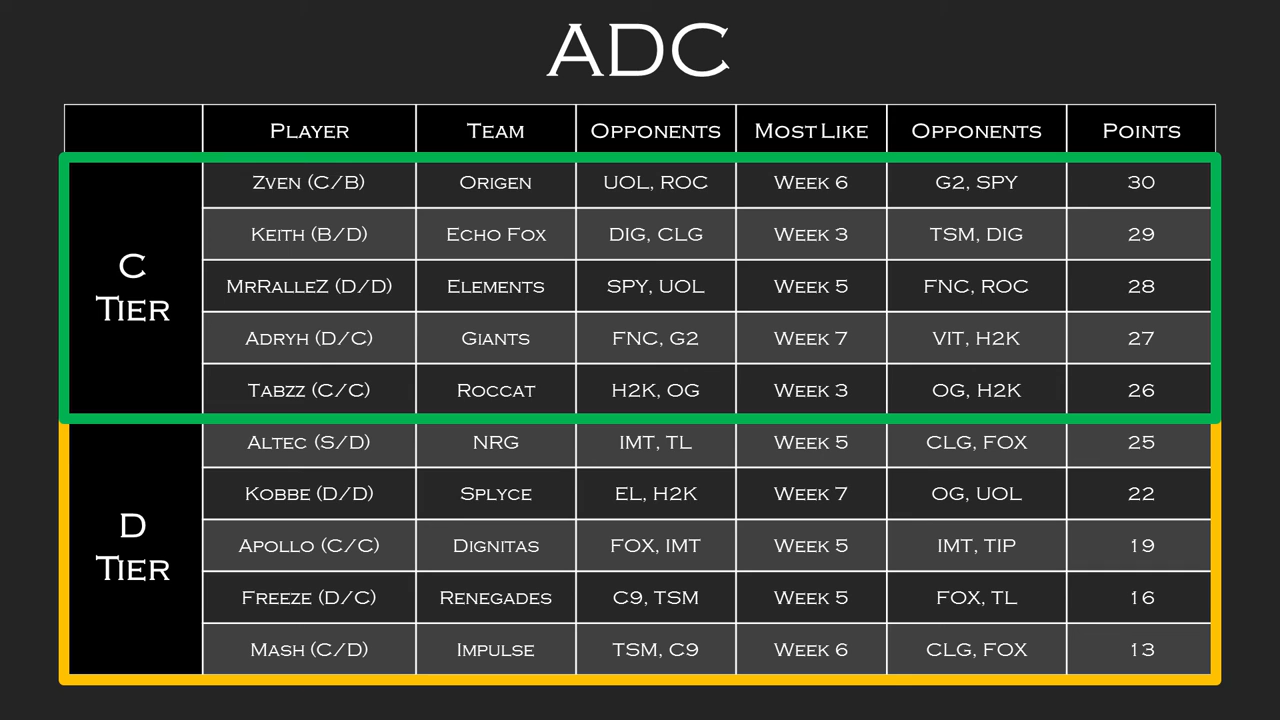 ADC
Player Team Opponents Most Like Opponents Points
C Tier
Zven (C/B) Origen UOL, ROC Week 6 G2, SPY 30
Keith (B/D) Echo Fox DIG, CLG Week 3 TSM, DIG 29
MrRalleZ (D/D) Elements SPY, UOL Week 5 FNC, ROC 28
Adryh (D/C) Giants FNC, G2 Week 7 VIT, H2K 27
Tabzz (C/C) Roccat H2K, OG Week 3 OG, H2K 26
D Tier
Altec (S/D) NRG IMT, TL Week 5 CLG, FOX 25
Kobbe (D/D) Splyce EL, H2K Week 7 OG, UOL 22
Apollo (C/C) Dignitas FOX, IMT Week 5 IMT, TIP 19
Freeze (D/C) Renegades C9, TSM Week 5 FOX, TL 16
Mash (C/D) Impulse TSM, C9 Week 6 CLG, FOX 13